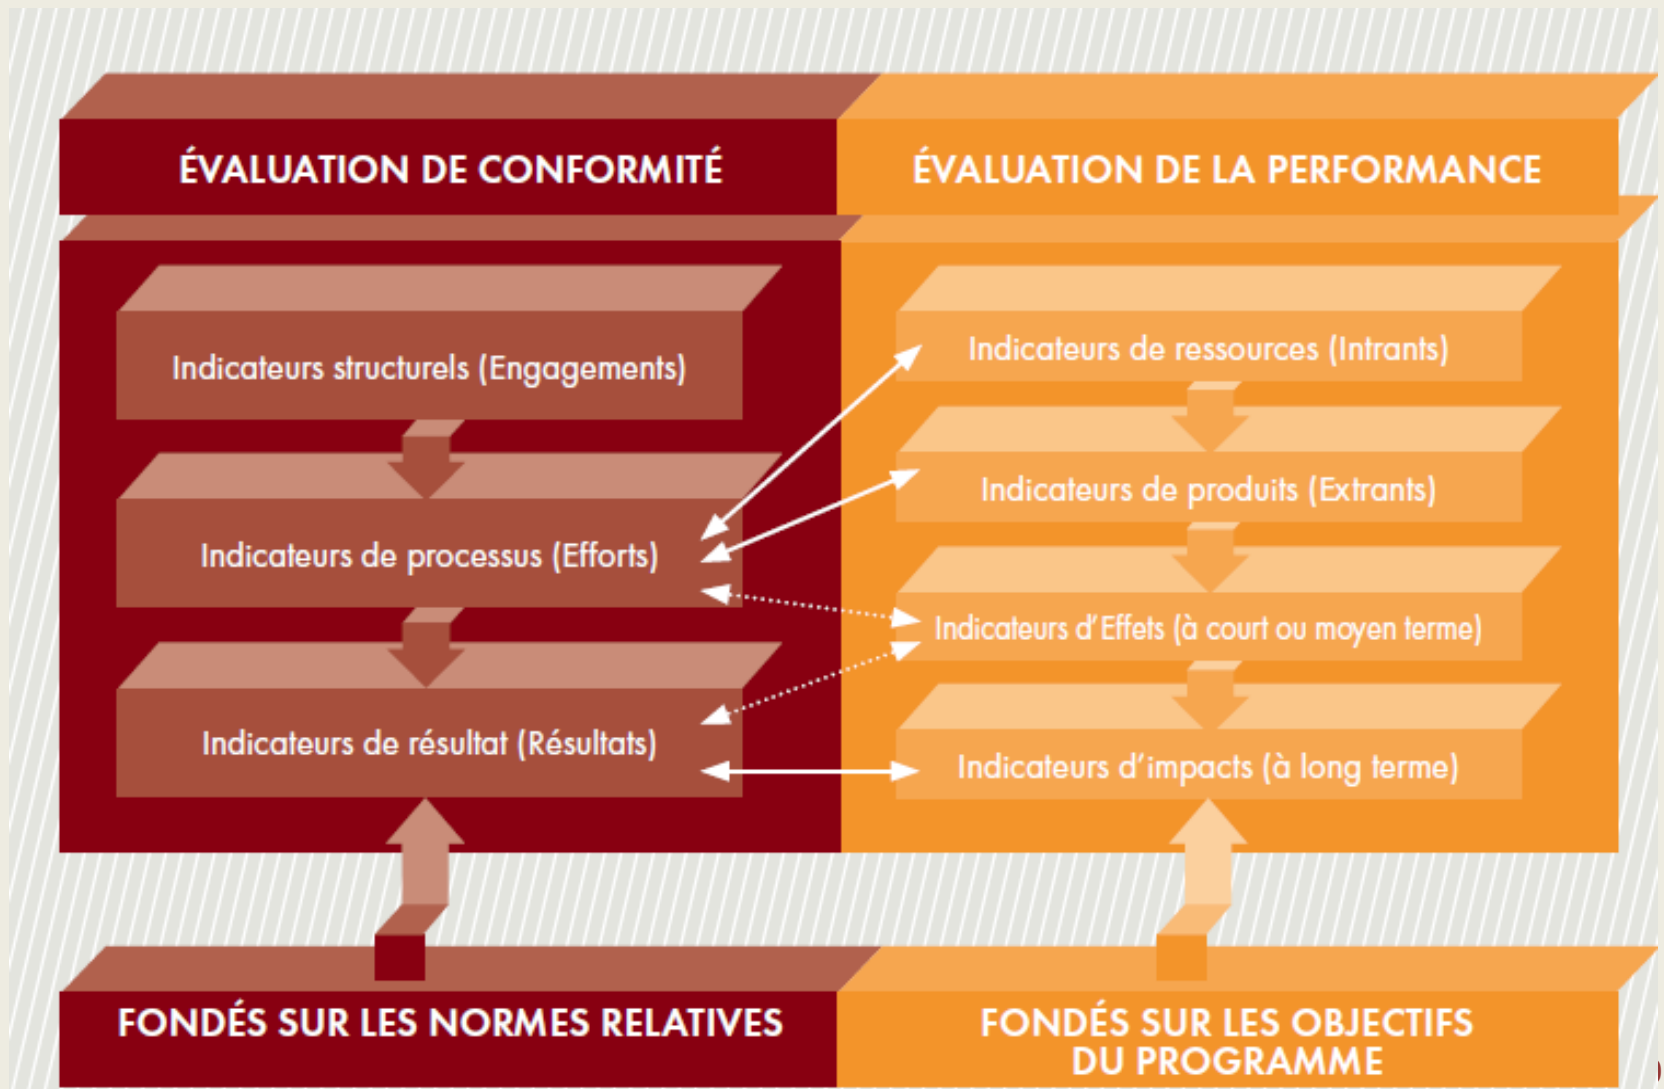 ÉVALUATION DE CONFORMITÉ
ÉVALUATION DE LA PERFORMANCE
Indicateurs structurels (Engagements)
Indicateurs de processus (Efforts)
Indicateurs de résultat (Résultats)
Indicateurs de ressources (Intrants)
Indicateurs de produits (Extrants)
Indicateurs d’Effets (à court ou moyen terme)
Indicateurs d’impacts (à long terme)
FONDÉS SUR LES NORMES RELATIVES
FONDÉS SUR LES OBJECTIFS
DU PROGRAMME